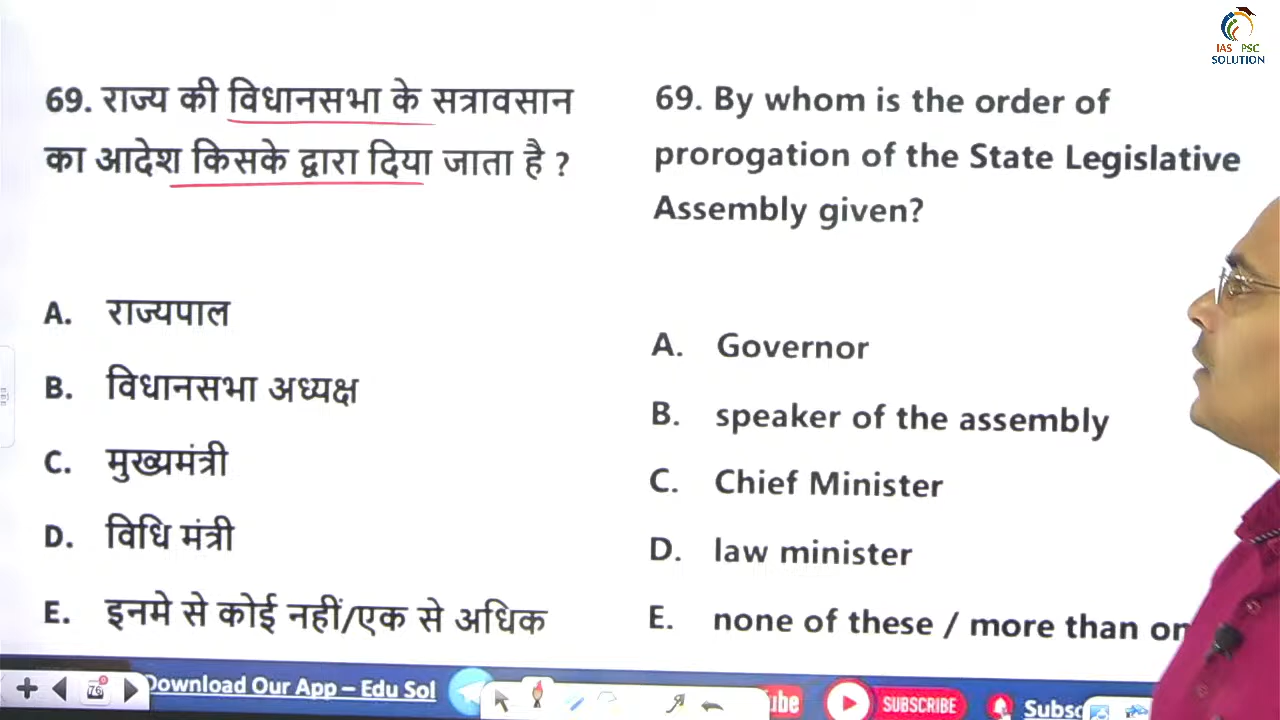 IAS PSC
SOLUTION
69. राज्य की विधानसभा के सत्रावसान
का आदेश किसके द्वारा दिया जाता है ?
A. राज्यपाल
B. विधानसभा अध्यक्ष
C. मुख्यमंत्री
D. विधि मंत्री
E. इनमे से कोई नहीं/एक से अधिक
69. By whom is the order of
prorogation of the State Legislative
Assembly given?
A. Governor
B. speaker of the assembly
C. Chief Minister
D. law minister
E. none of these / more than
Download Our App – Edu Sol
SUBSCRIBE